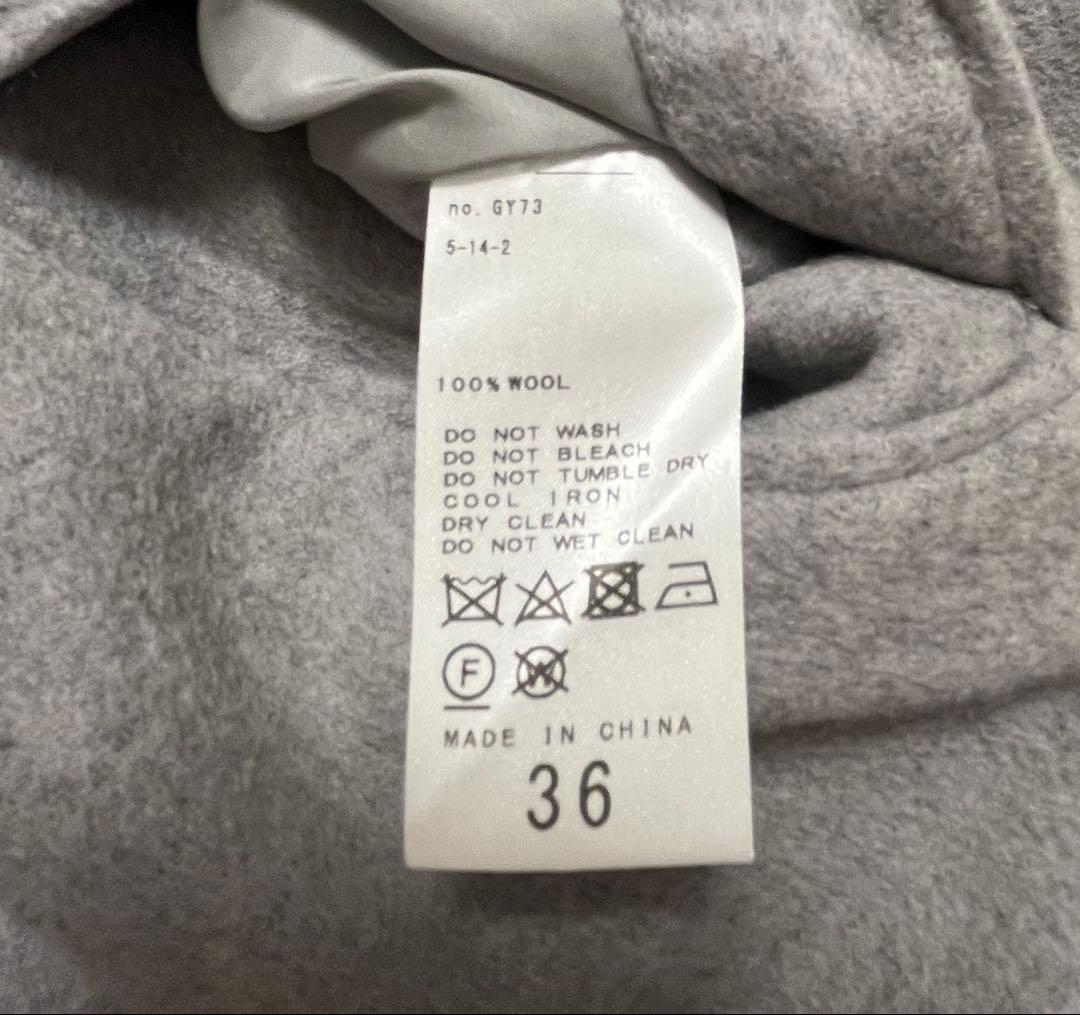 no. GY73
5-14-2
100% WOOL
DO NOT WASH
DO NOT BLEACH
DO NOT TUMBLE DRY
COOL IRON
DRY CLEAN
DO NOT WET CLEAN
F W
MADE IN CHINA
36